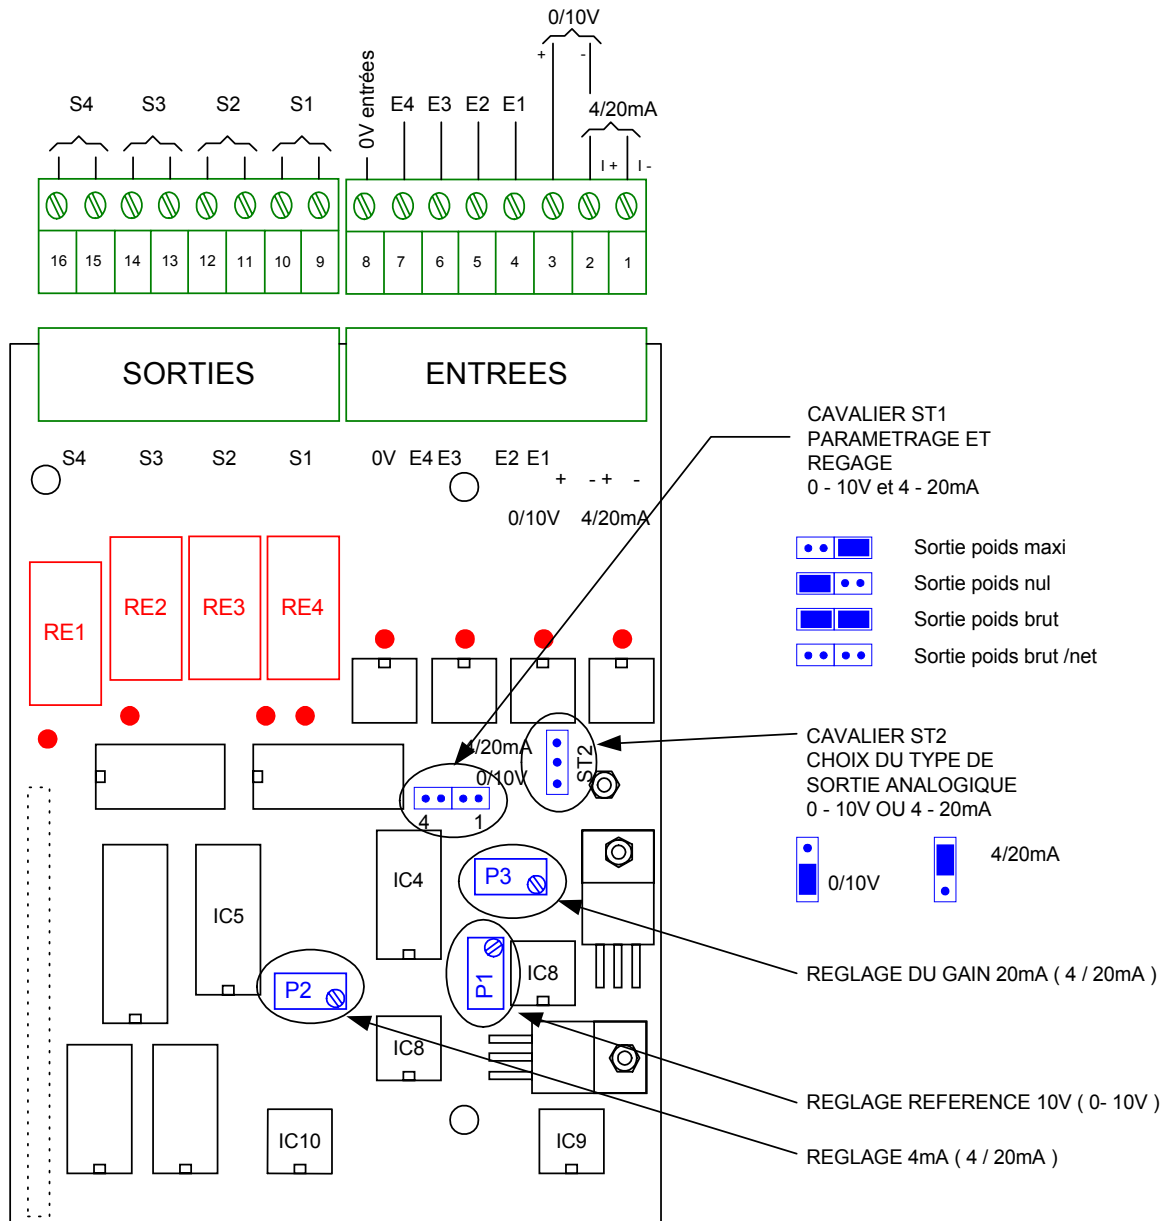 0/10V
+ -
S4 S3 S2 S1 0V entrées E4 E3 E2 E1 4/20mA
I + I -
16 15 14 13 12 11 10 9 8 7 6 5 4 3 2 1
SORTIES ENTREES
CAVALIER ST1
PARAMETRAGE ET
REGAGE
0 - 10V et 4 - 20mA
S4 S3 S2 S1 0V E4 E3 E2 E1
+ - + -
0/10V 4/20mA
Sortie poids maxi
Sortie poids nul
Sortie poids brut
Sortie poids brut /net
RE1 RE2 RE3 RE4
CAVALIER ST2
CHOIX DU TYPE DE
SORTIE ANALOGIQUE
0 - 10V OU 4 - 20mA
4/20mA
0/10V
ST2
4 1
0/10V
4/20mA
IC4
P3
IC5
P2
P1
IC8
REGLAGE DU GAIN 20mA ( 4 / 20mA )
IC8
REGLAGE REFERENCE 10V ( 0- 10V )
IC10
IC9
REGLAGE 4mA ( 4 / 20mA )